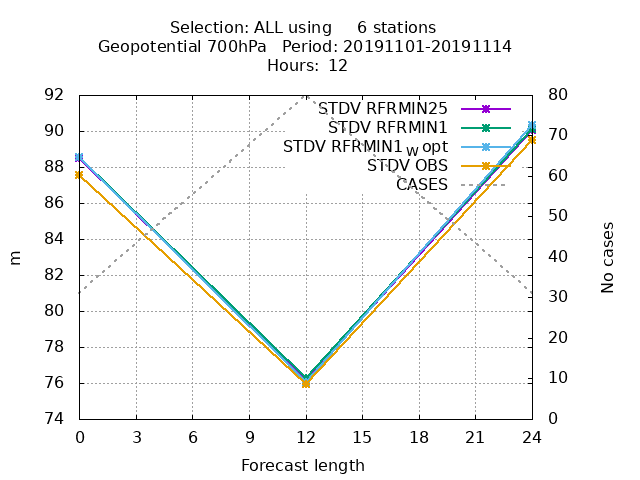 Selection: ALL using     6 stations
Geopotential 700hPa   Period: 20191101-20191114
Hours:  12
92
90
88
86
84
82
80
78
76
74
80
70
60
50
40
30
20
10
0
STDV RFRMIN25
STDV RFRMIN1
STDV RFRMIN1wopt
STDV OBS
CASES
m
No cases
0 3 6 9 12 15 18 21 24
Forecast length